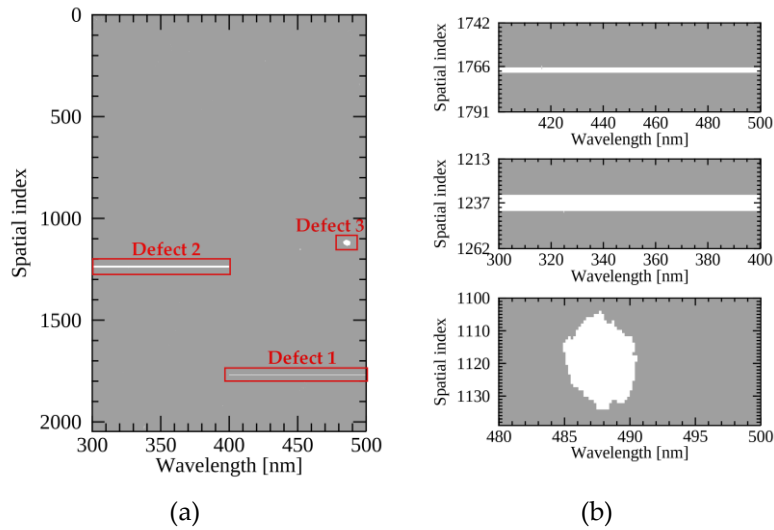 0
500
1000
1500
2000
Spatial index
300
350
400
450
500
Wavelength [nm]
Defect 3
Defect 2
Defect 1
(a)
1742
1766
1791
Spatial index
420
440
460
480
500
Wavelength [nm]
1213
1237
1262
Spatial index
300
320
340
360
380
400
Wavelength [nm]
1100
1110
1120
1130
Spatial index
480
485
490
495
500
Wavelength [nm]
(b)